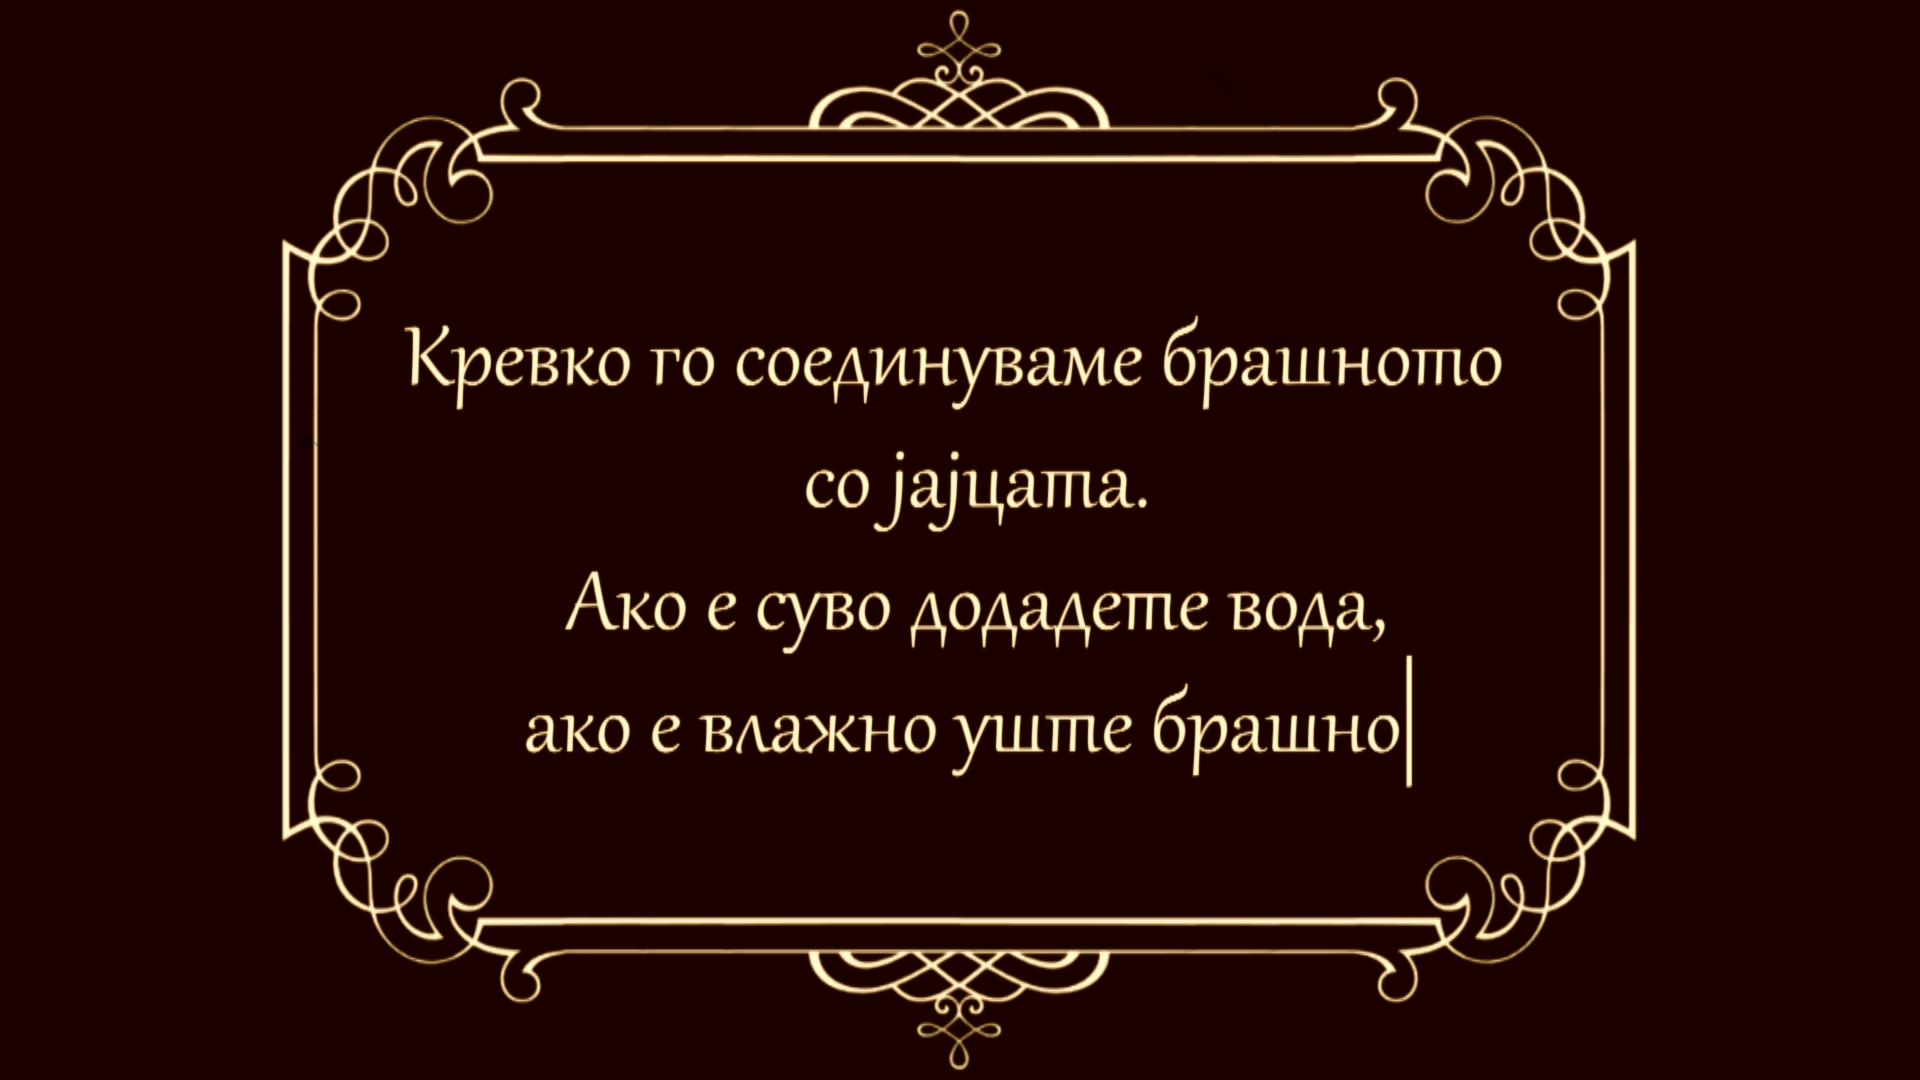 Кревко го соединуваме брашното
со јајцата.
Ако е суво додадете вода,
ако е влажно уште брашно